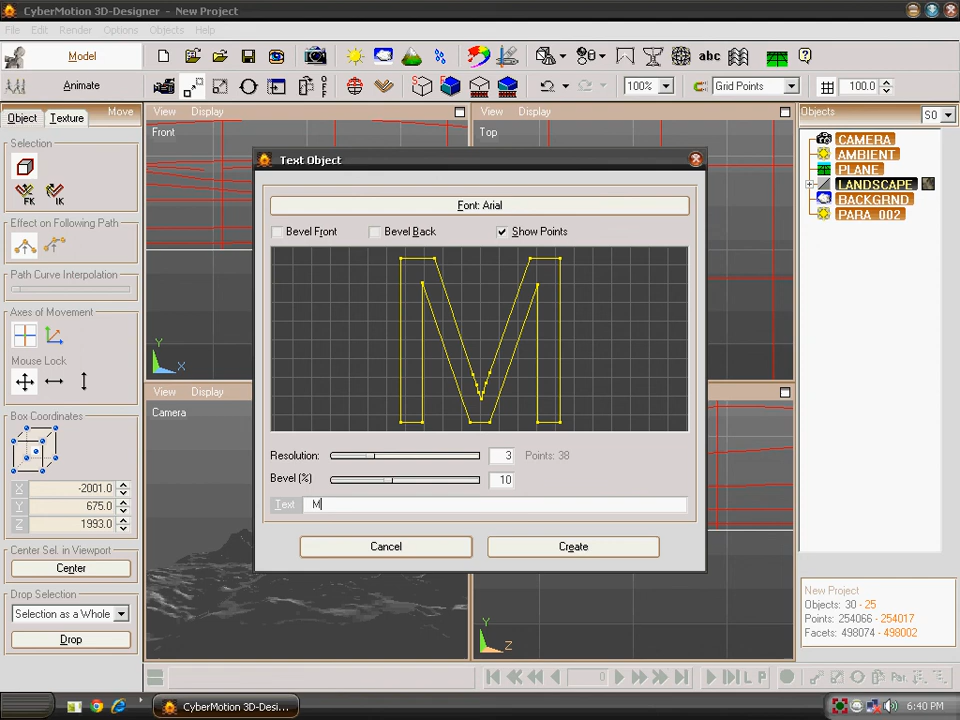 CyberMotion 3D-Designer - New Project
File Edit Render Options Objects Help
Model
abc
Animate
100%
Grid Points
100.0
Object Texture Move
View Display
View Display
Objects
S0
Front
Top
Selection
FK IK
Effect on Following Path
Path Curve Interpolation
Axes of Movement
Mouse Lock
Box Coordinates
X -2001.0
Y 675.0
Z 1993.0
Center Sel. in Viewport
Center
Drop Selection
Selection as a Whole
Drop
Y
X
View Display
Display
Camera
Y
Z
Text Object
Font: Arial
Bevel Front Bevel Back Show Points
M
Resolution: 3 Points: 38
Bevel (%) 10
Text M
Cancel Create
CAMERA
AMBIENT
PLANE
LANDSCAPE
BACKGRND
PARA_002
New Project
Objects: 30 - 25
Points: 254066 - 254017
Facets: 498074 - 498002
0
L P
Par.
CyberMotion 3D-Desi...
6:40 PM